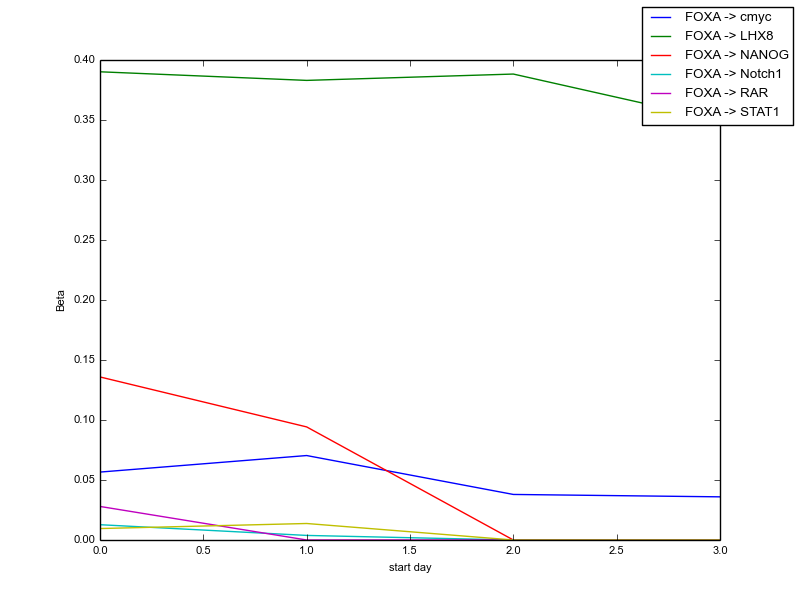 FOXA -> cmyc
FOXA -> LHX8
FOXA -> NANOG
FOXA -> Notch1
FOXA -> RAR
FOXA -> STAT1
0.40
0.35
0.30
0.25
0.20
0.15
0.10
0.05
0.00
Beta
0.0 0.5 1.0 1.5 2.0 2.5 3.0
start day